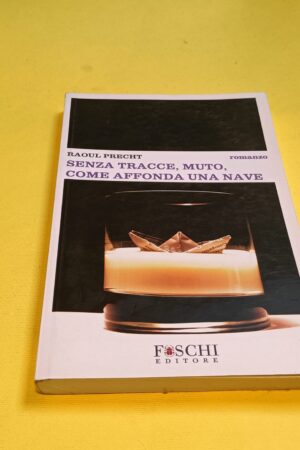 RAOUL PRECHT
romanzo
SENZA TRACCE, MUTO,
COME AFFONDA UNA NAVE
FOSCHI
EDITORE